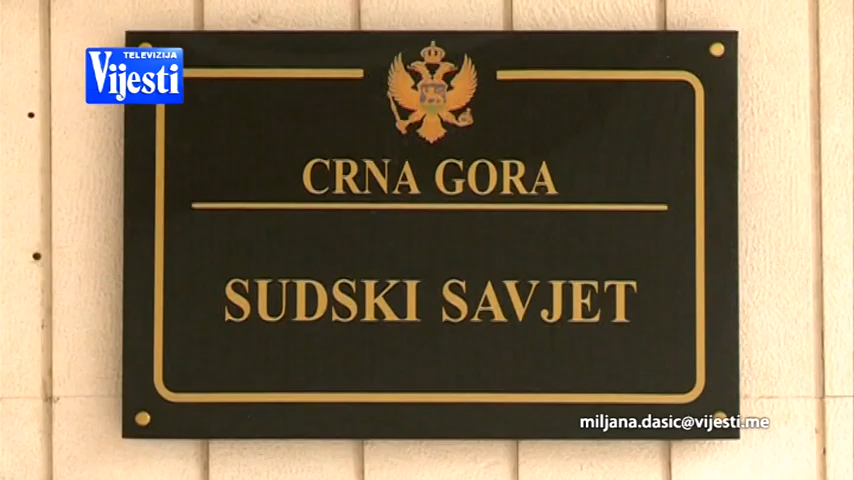 TELEVIZIJA
Vijesti
CRNA GORA
SUDSKI SAVJET
miljana.dasic@vijesti.me